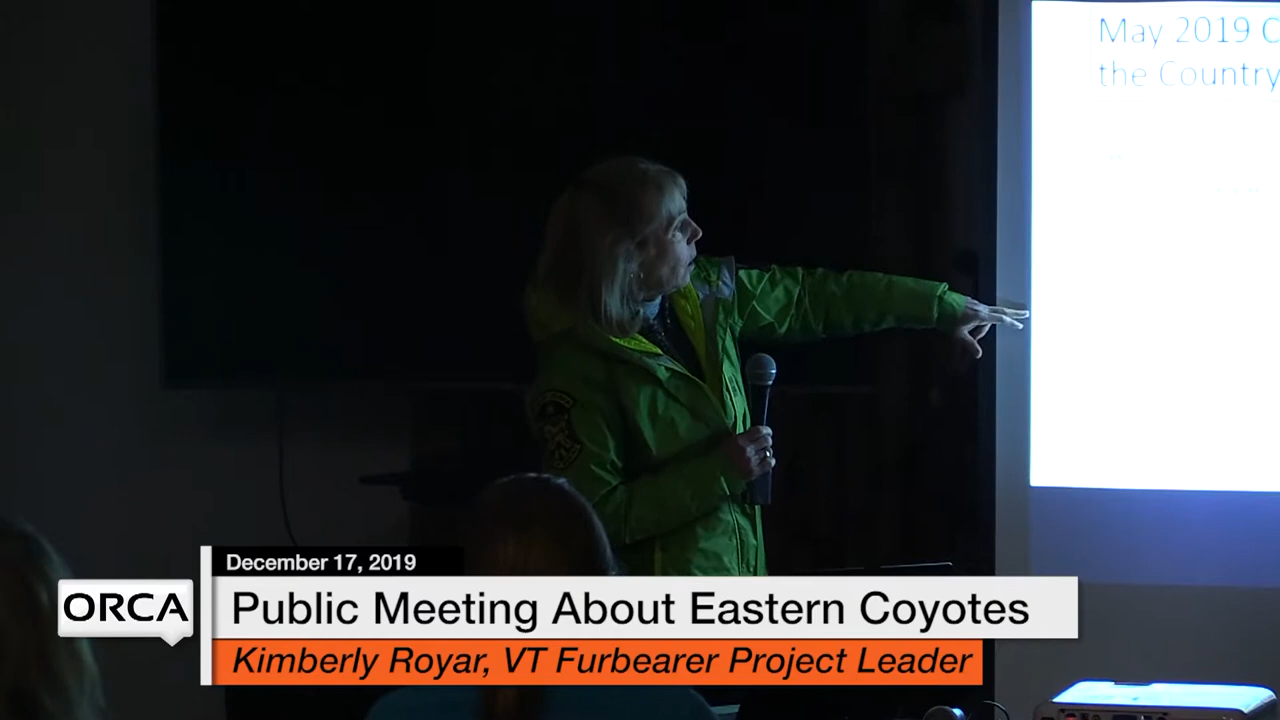 May 2019 C
the Country
December 17, 2019
ORCA
Public Meeting About Eastern Coyotes
Kimberly Royar, VT Furbearer Project Leader